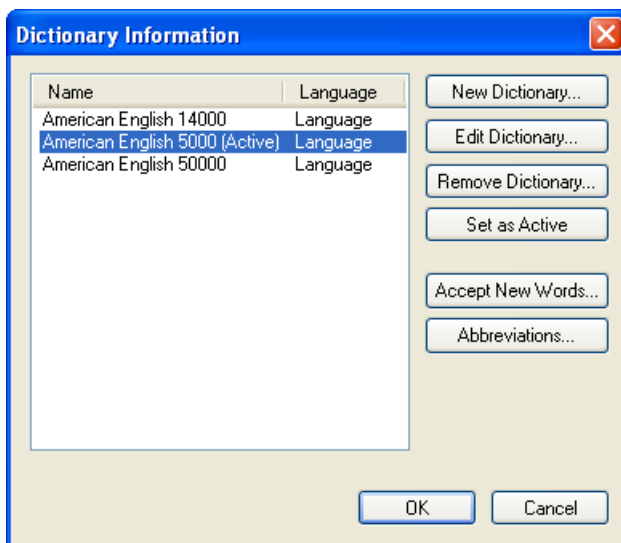 Dictionary Information
Name Language
American English 14000 Language
American English 5000 (Active) Language
American English 50000 Language
New Dictionary...
Edit Dictionary...
Remove Dictionary...
Set as Active
Accept New Words...
Abbreviations...
OK Cancel